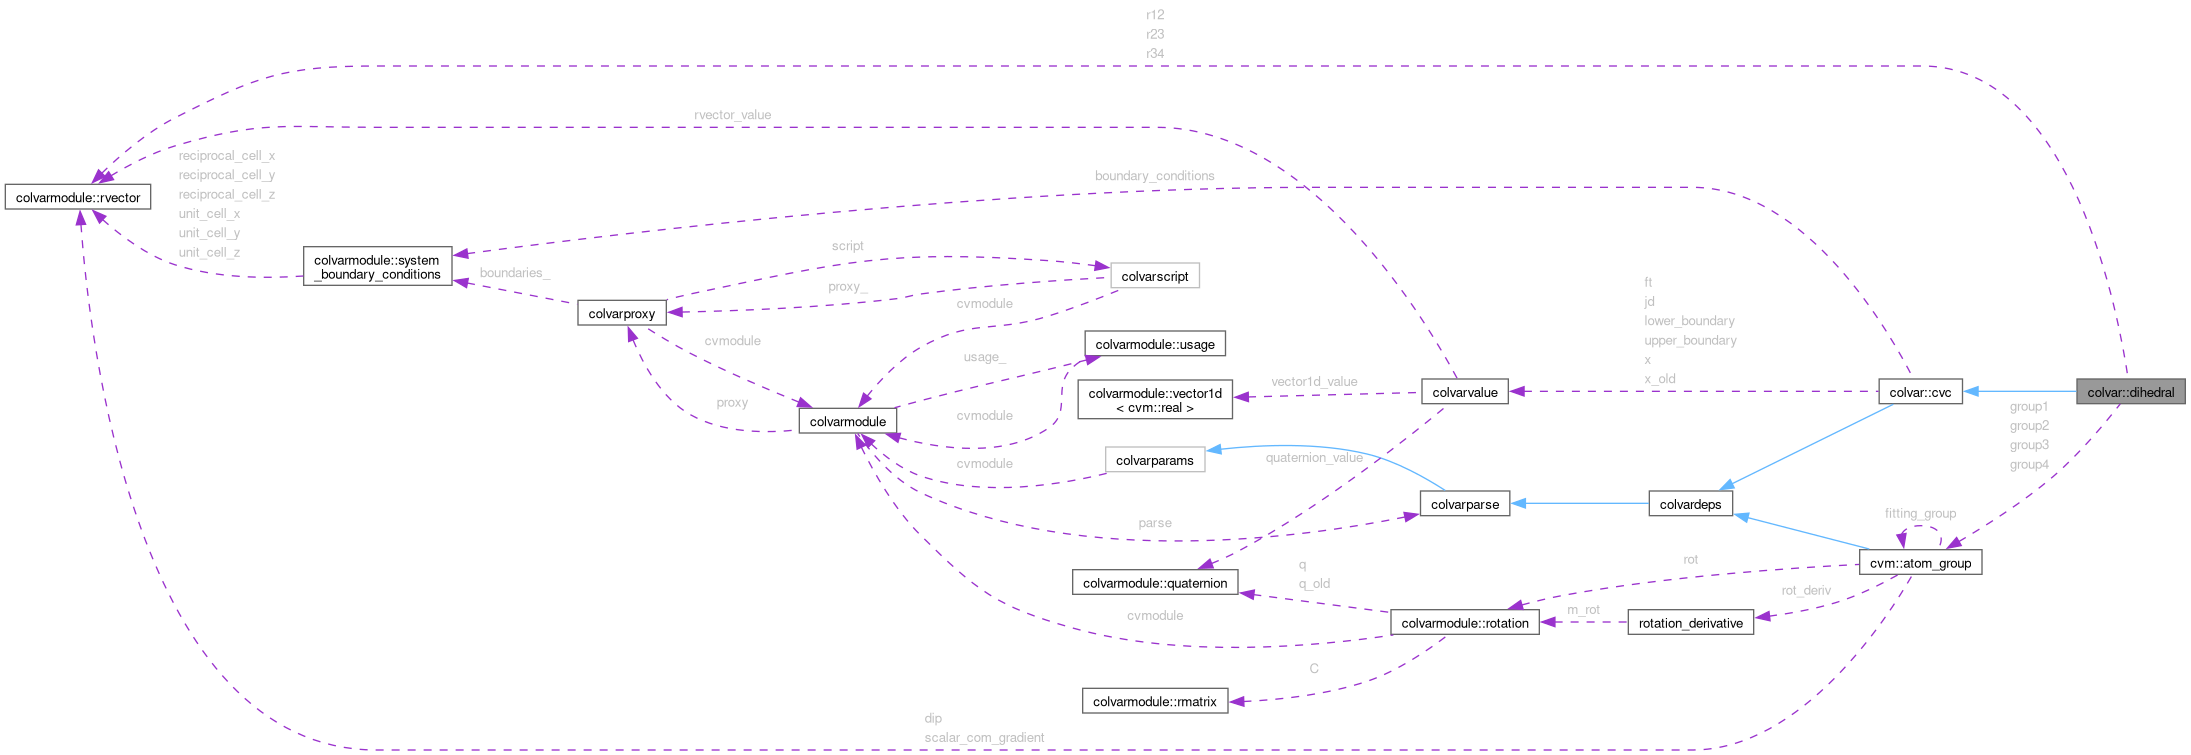 r12
r23
r34
rvector_value
reciprocal_cell_x
reciprocal_cell_y
reciprocal_cell_z
unit_cell_x
unit_cell_y
unit_cell_z
boundary_conditions
colvarmodule::rvector
colvarmodule::system
_boundary_conditions
boundaries_
script
proxy_
colvarscript
cvmodule
colvarproxy
cvmodule
usage_
colvarmodule::usage
ft
jd
lower_boundary
upper_boundary
x
x_old
vector1d_value
colvarmodule::vector1d
< cvm::real >
colvarvalue
colvar::cvc
colvar::dihedral
proxy
colvarmodule
cvmodule
group1
group2
group3
group4
cvmodule
colvarparams
quaternion_value
colvarparse
colvardeps
parse
fitting_group
cvm::atom_group
colvarmodule::quaternion
q
q_old
rot
rot_deriv
cvmodule
colvarmodule::rotation
m_rot
rotation_derivative
C
colvarmodule::rmatrix
dip
scalar_com_gradient